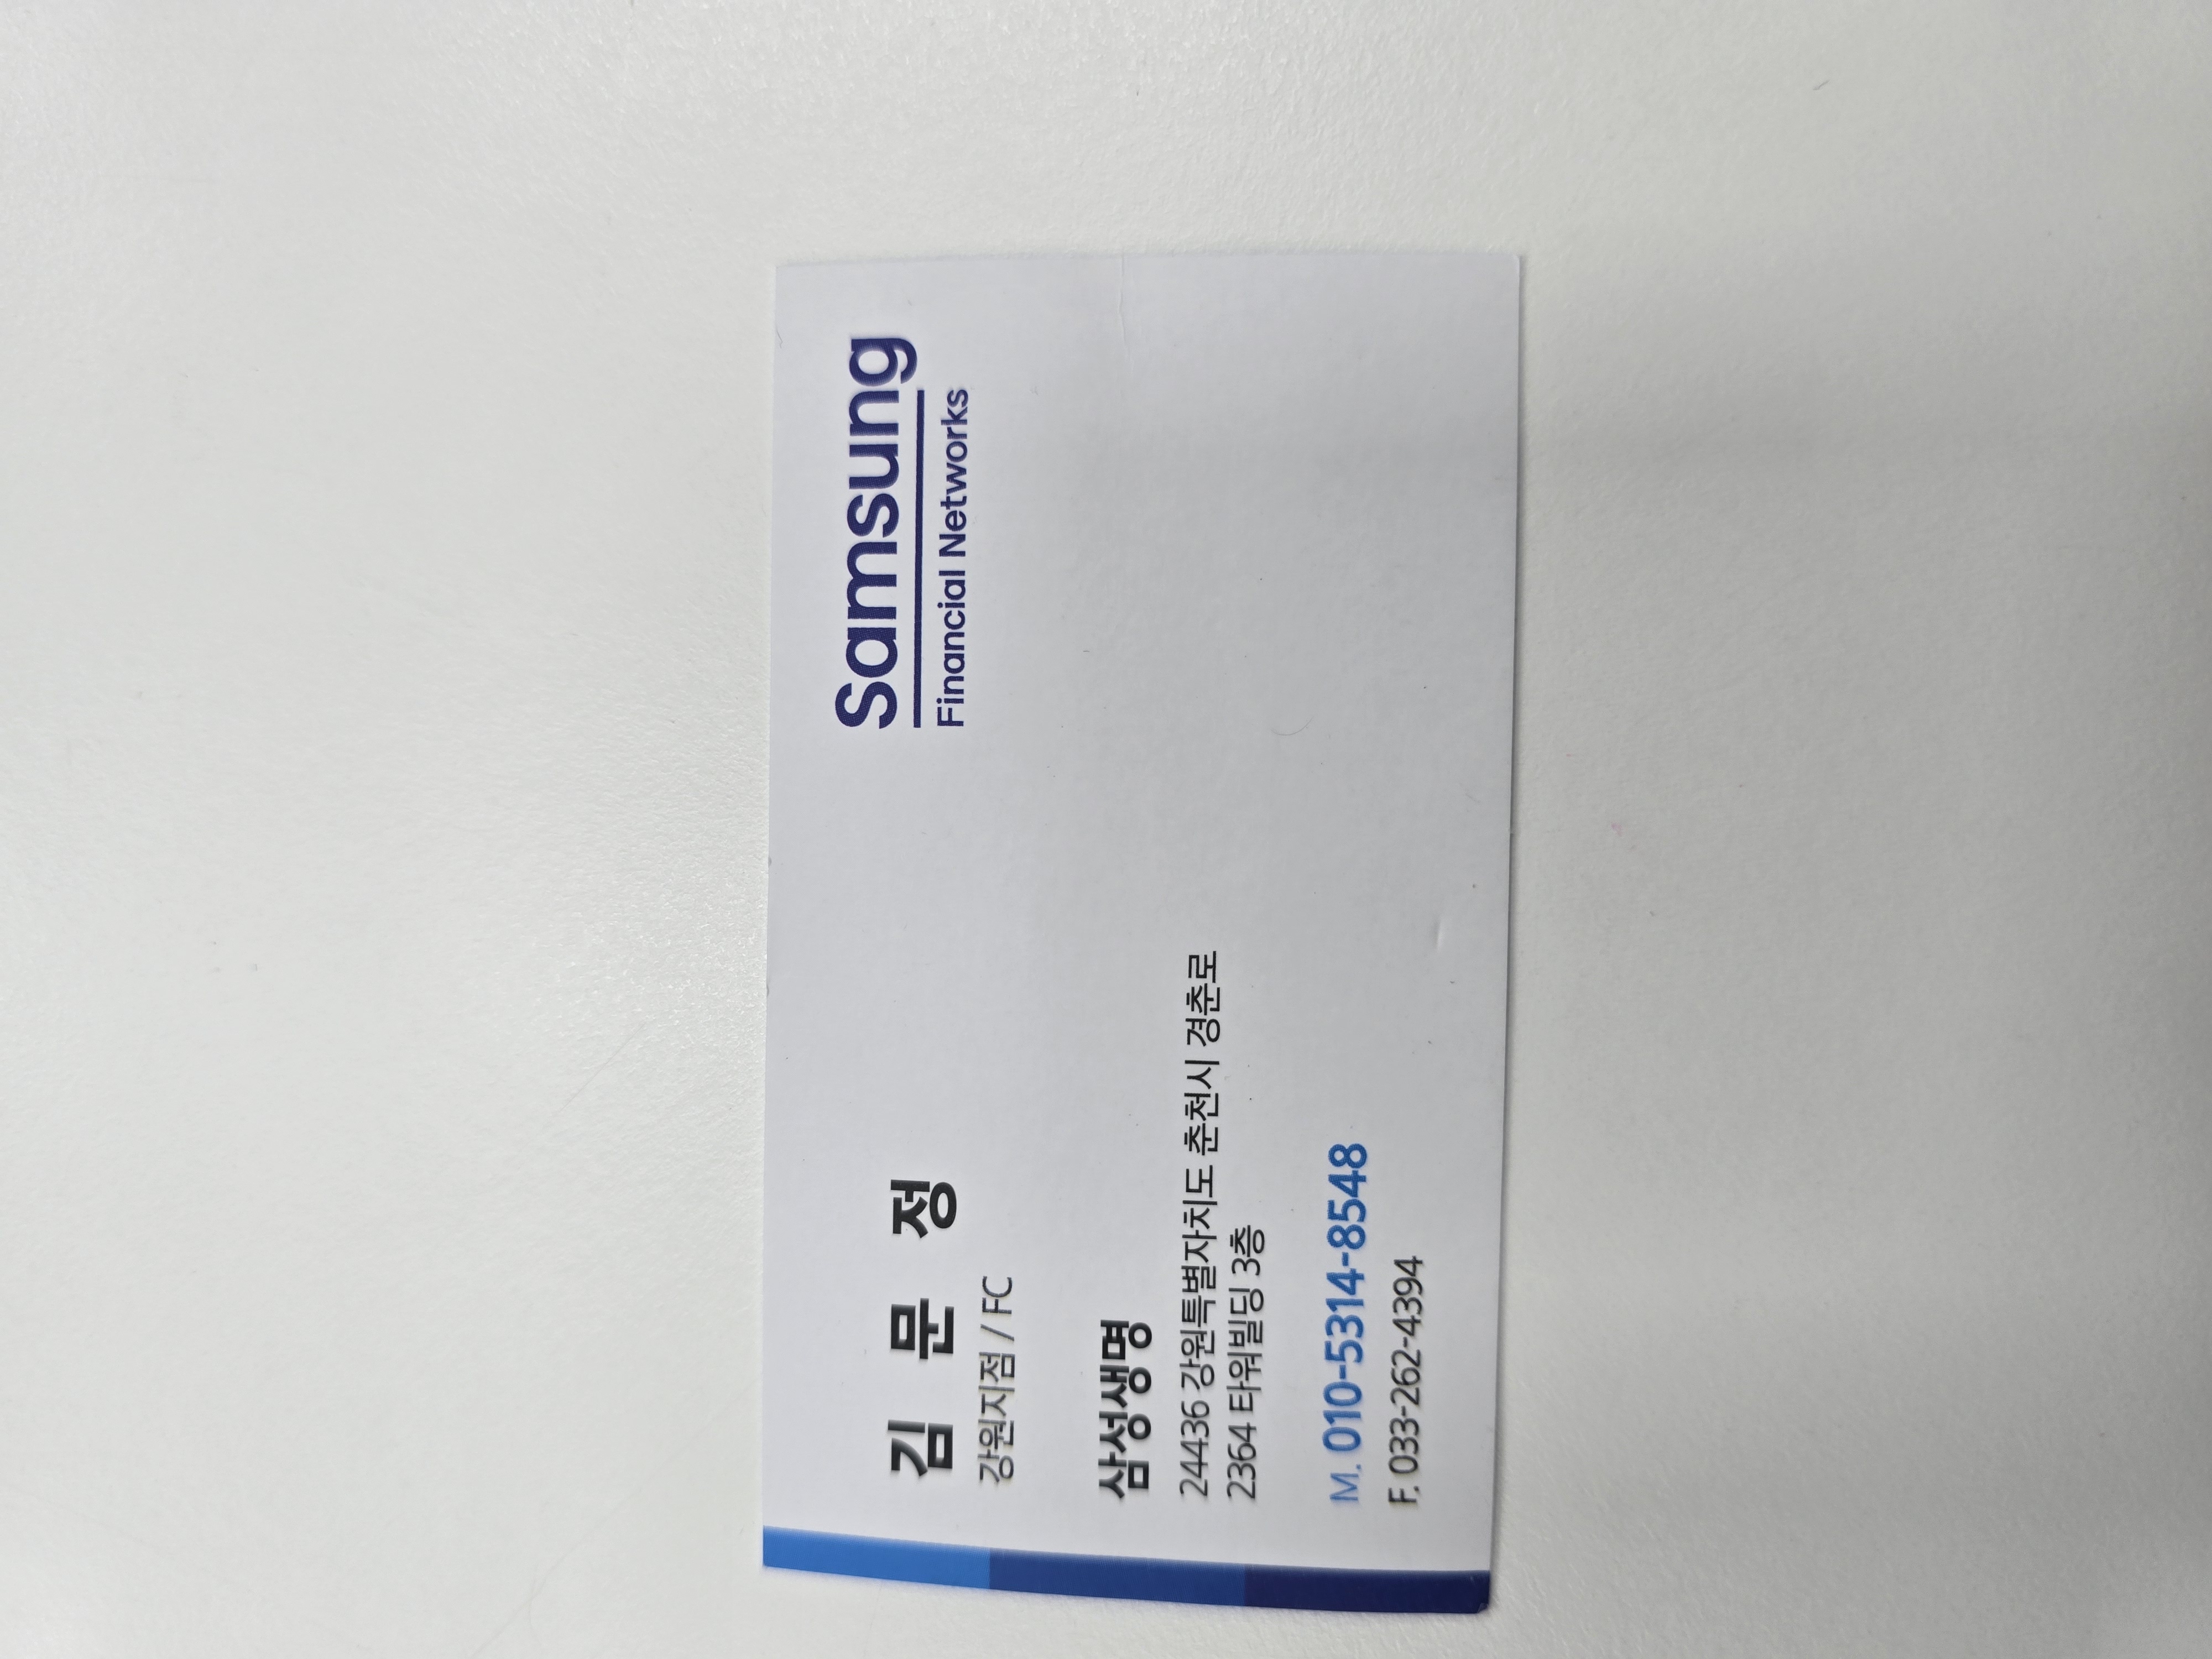 Samsung
Financial Networks
김 문 정
강원지점 / FC
삼성생명
24436 강원특별자치도 춘천시 경춘로
2364 타워빌딩 3층
M. 010-5314-8548
F. 033-262-4394